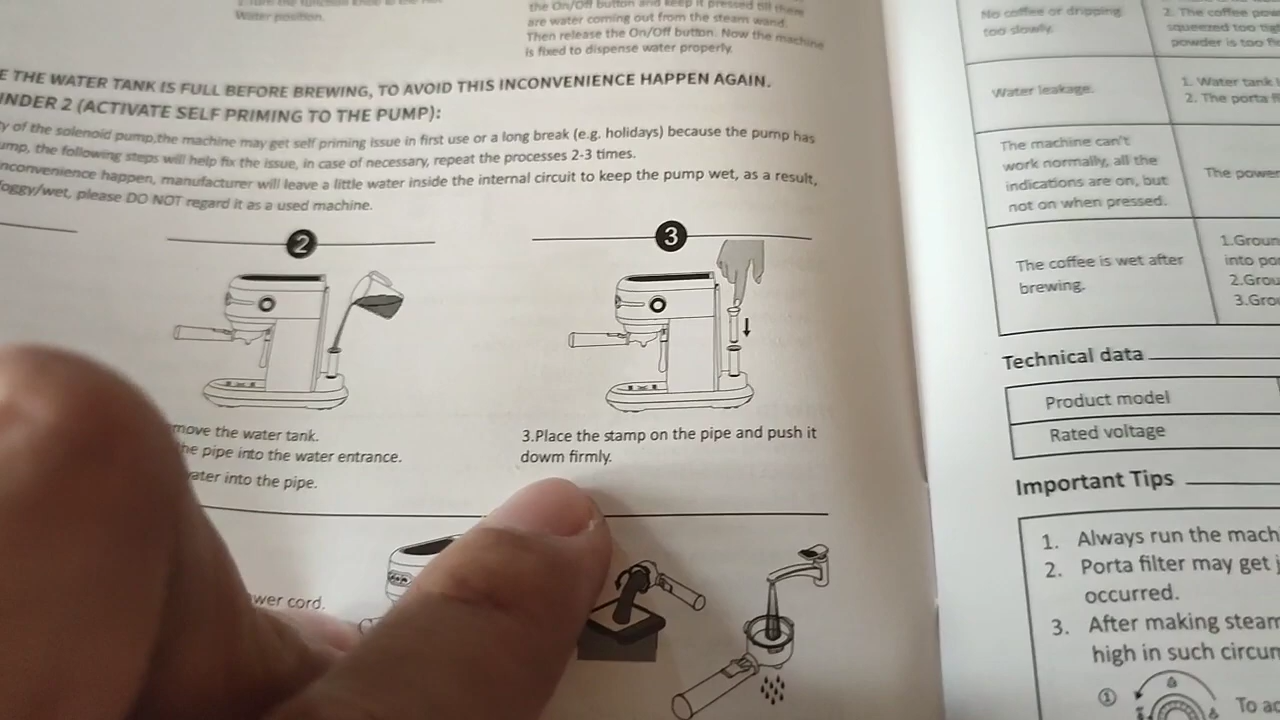 Water position.
the On/Off button and keep it pressed till there
are water coming out from the steam wand.
Then release the On/Off button. Now the machine
is fixed to dispense water properly.
E THE WATER TANK IS FULL BEFORE BREWING, TO AVOID THIS INCONVENIENCE HAPPEN AGAIN.
INDER 2 (ACTIVATE SELF PRIMING TO THE PUMP):
ty of the solenoid pump,the machine may get self priming issue in first use or a long break (e.g. holidays) because the pump has
ump, the following steps will help fix the issue, in case of necessary, repeat the processes 2-3 times.
inconvenience happen, manufacturer will leave a little water inside the internal circuit to keep the pump wet, as a result,
foggy/wet, please DO NOT regard it as a used machine.
2
3
move the water tank.
he pipe into the water entrance.
water into the pipe.
3.Place the stamp on the pipe and push it
dowm firmly.
wer cord.
No coffee or dripping
too slowly.
2. The coffee pow
squeezed too tig
powder is too fi
Water leakage.
1. Water tank
2. The porta fi
The machine can't
work normally, all the
indications are on, but
not on when pressed.
The power
The coffee is wet after
brewing.
1.Groun
into po
2.Grou
3.Gro
Technical data
Product model
Rated voltage
Important Tips
1. Always run the mach
2. Porta filter may get j
occurred.
3. After making steam
high in such circum
①
To ac